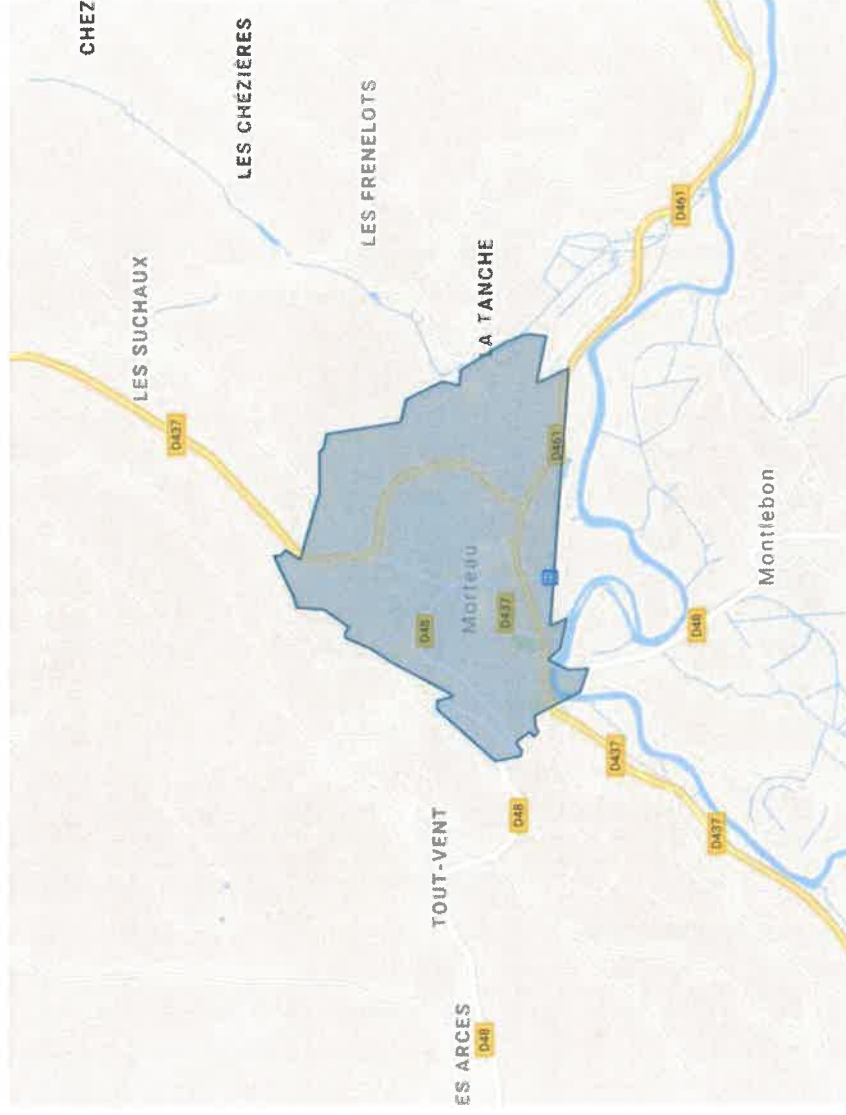 CHEZ
LES SUCHAUX
D437
LES CHÉZIÈRES
LES FRENELOTS
D48
TOUT-VENT
ES ARCES
Morteau
D48
A TANCHE
D437
D48
D461
D437
D461
D48
D437
Montlebon